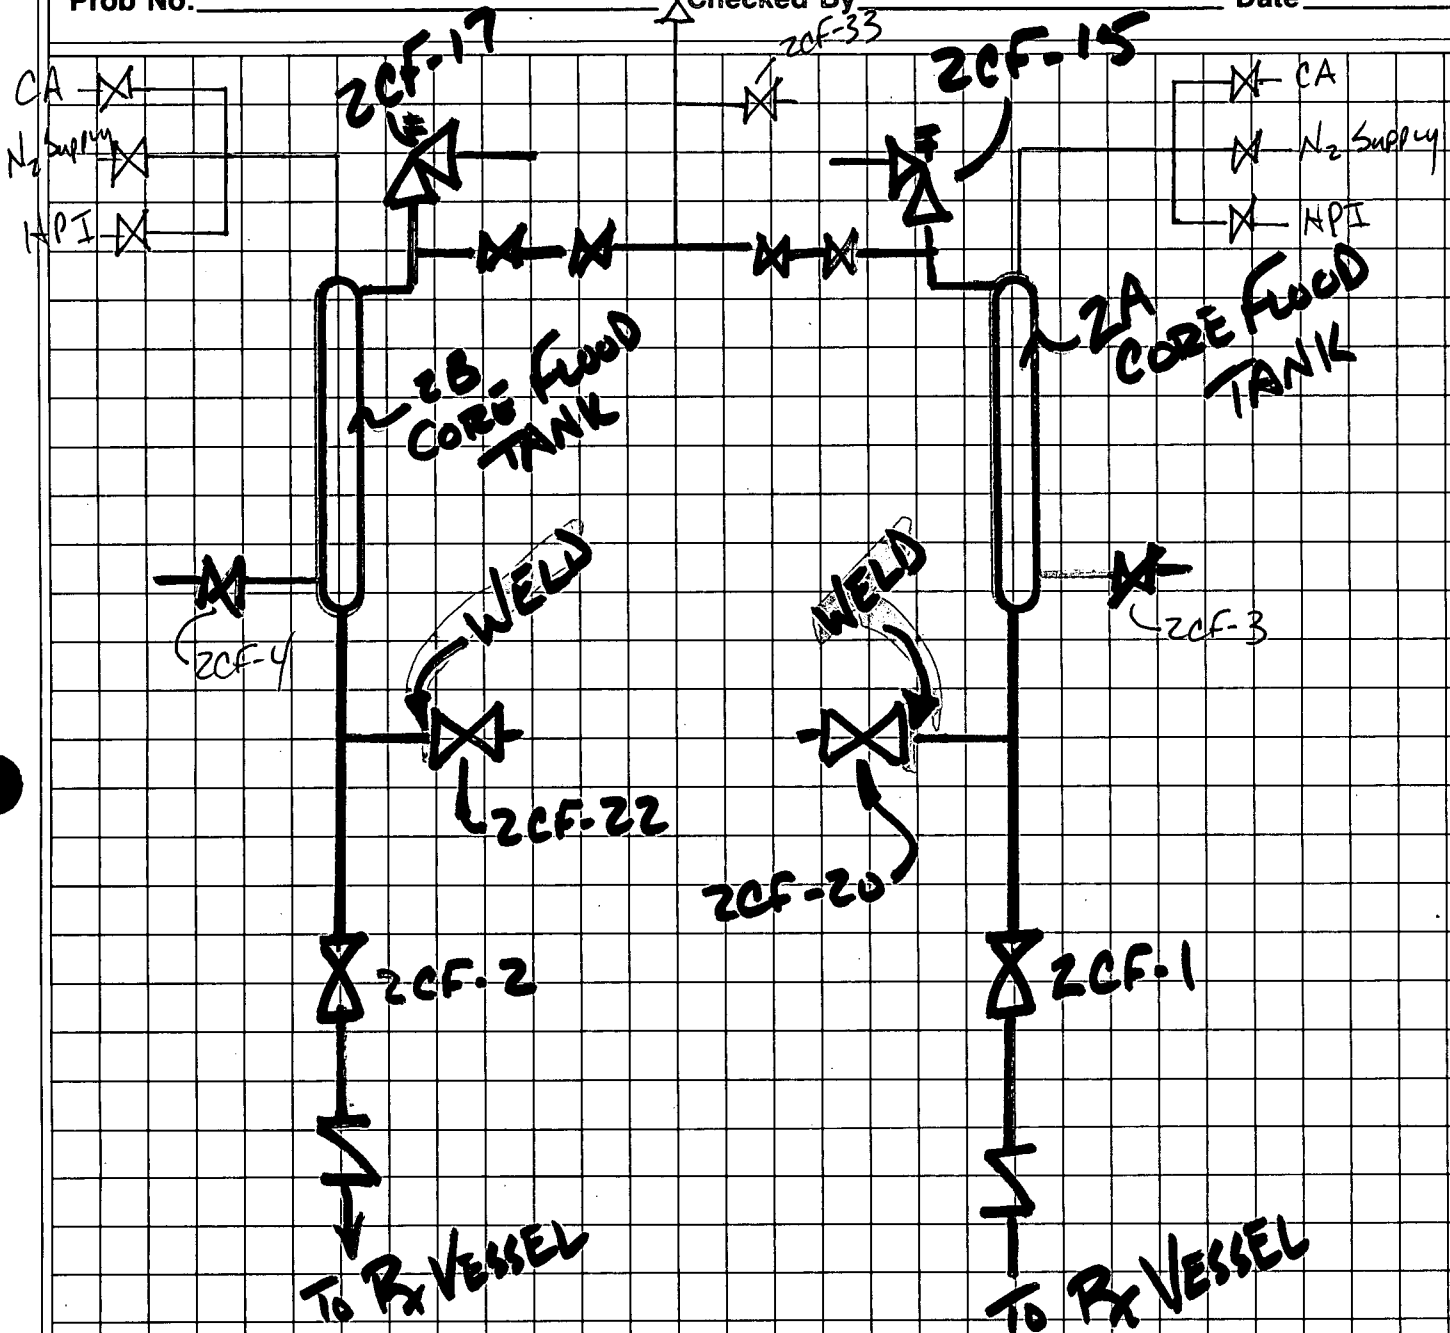 Prob No. Checked By Date
2CF-33
2CF-17
2CF-15
CA
N2 Supply
HPI
CA
N2 Supply
HPI
2B
CORE FLOOD
TANK
2A
CORE FLOOD
TANK
WELD
WELD
2CF-4
2CF-3
2CF-22
2CF-20
2CF-2
2CF-1
TO Rx VESSEL
TO Rx VESSEL